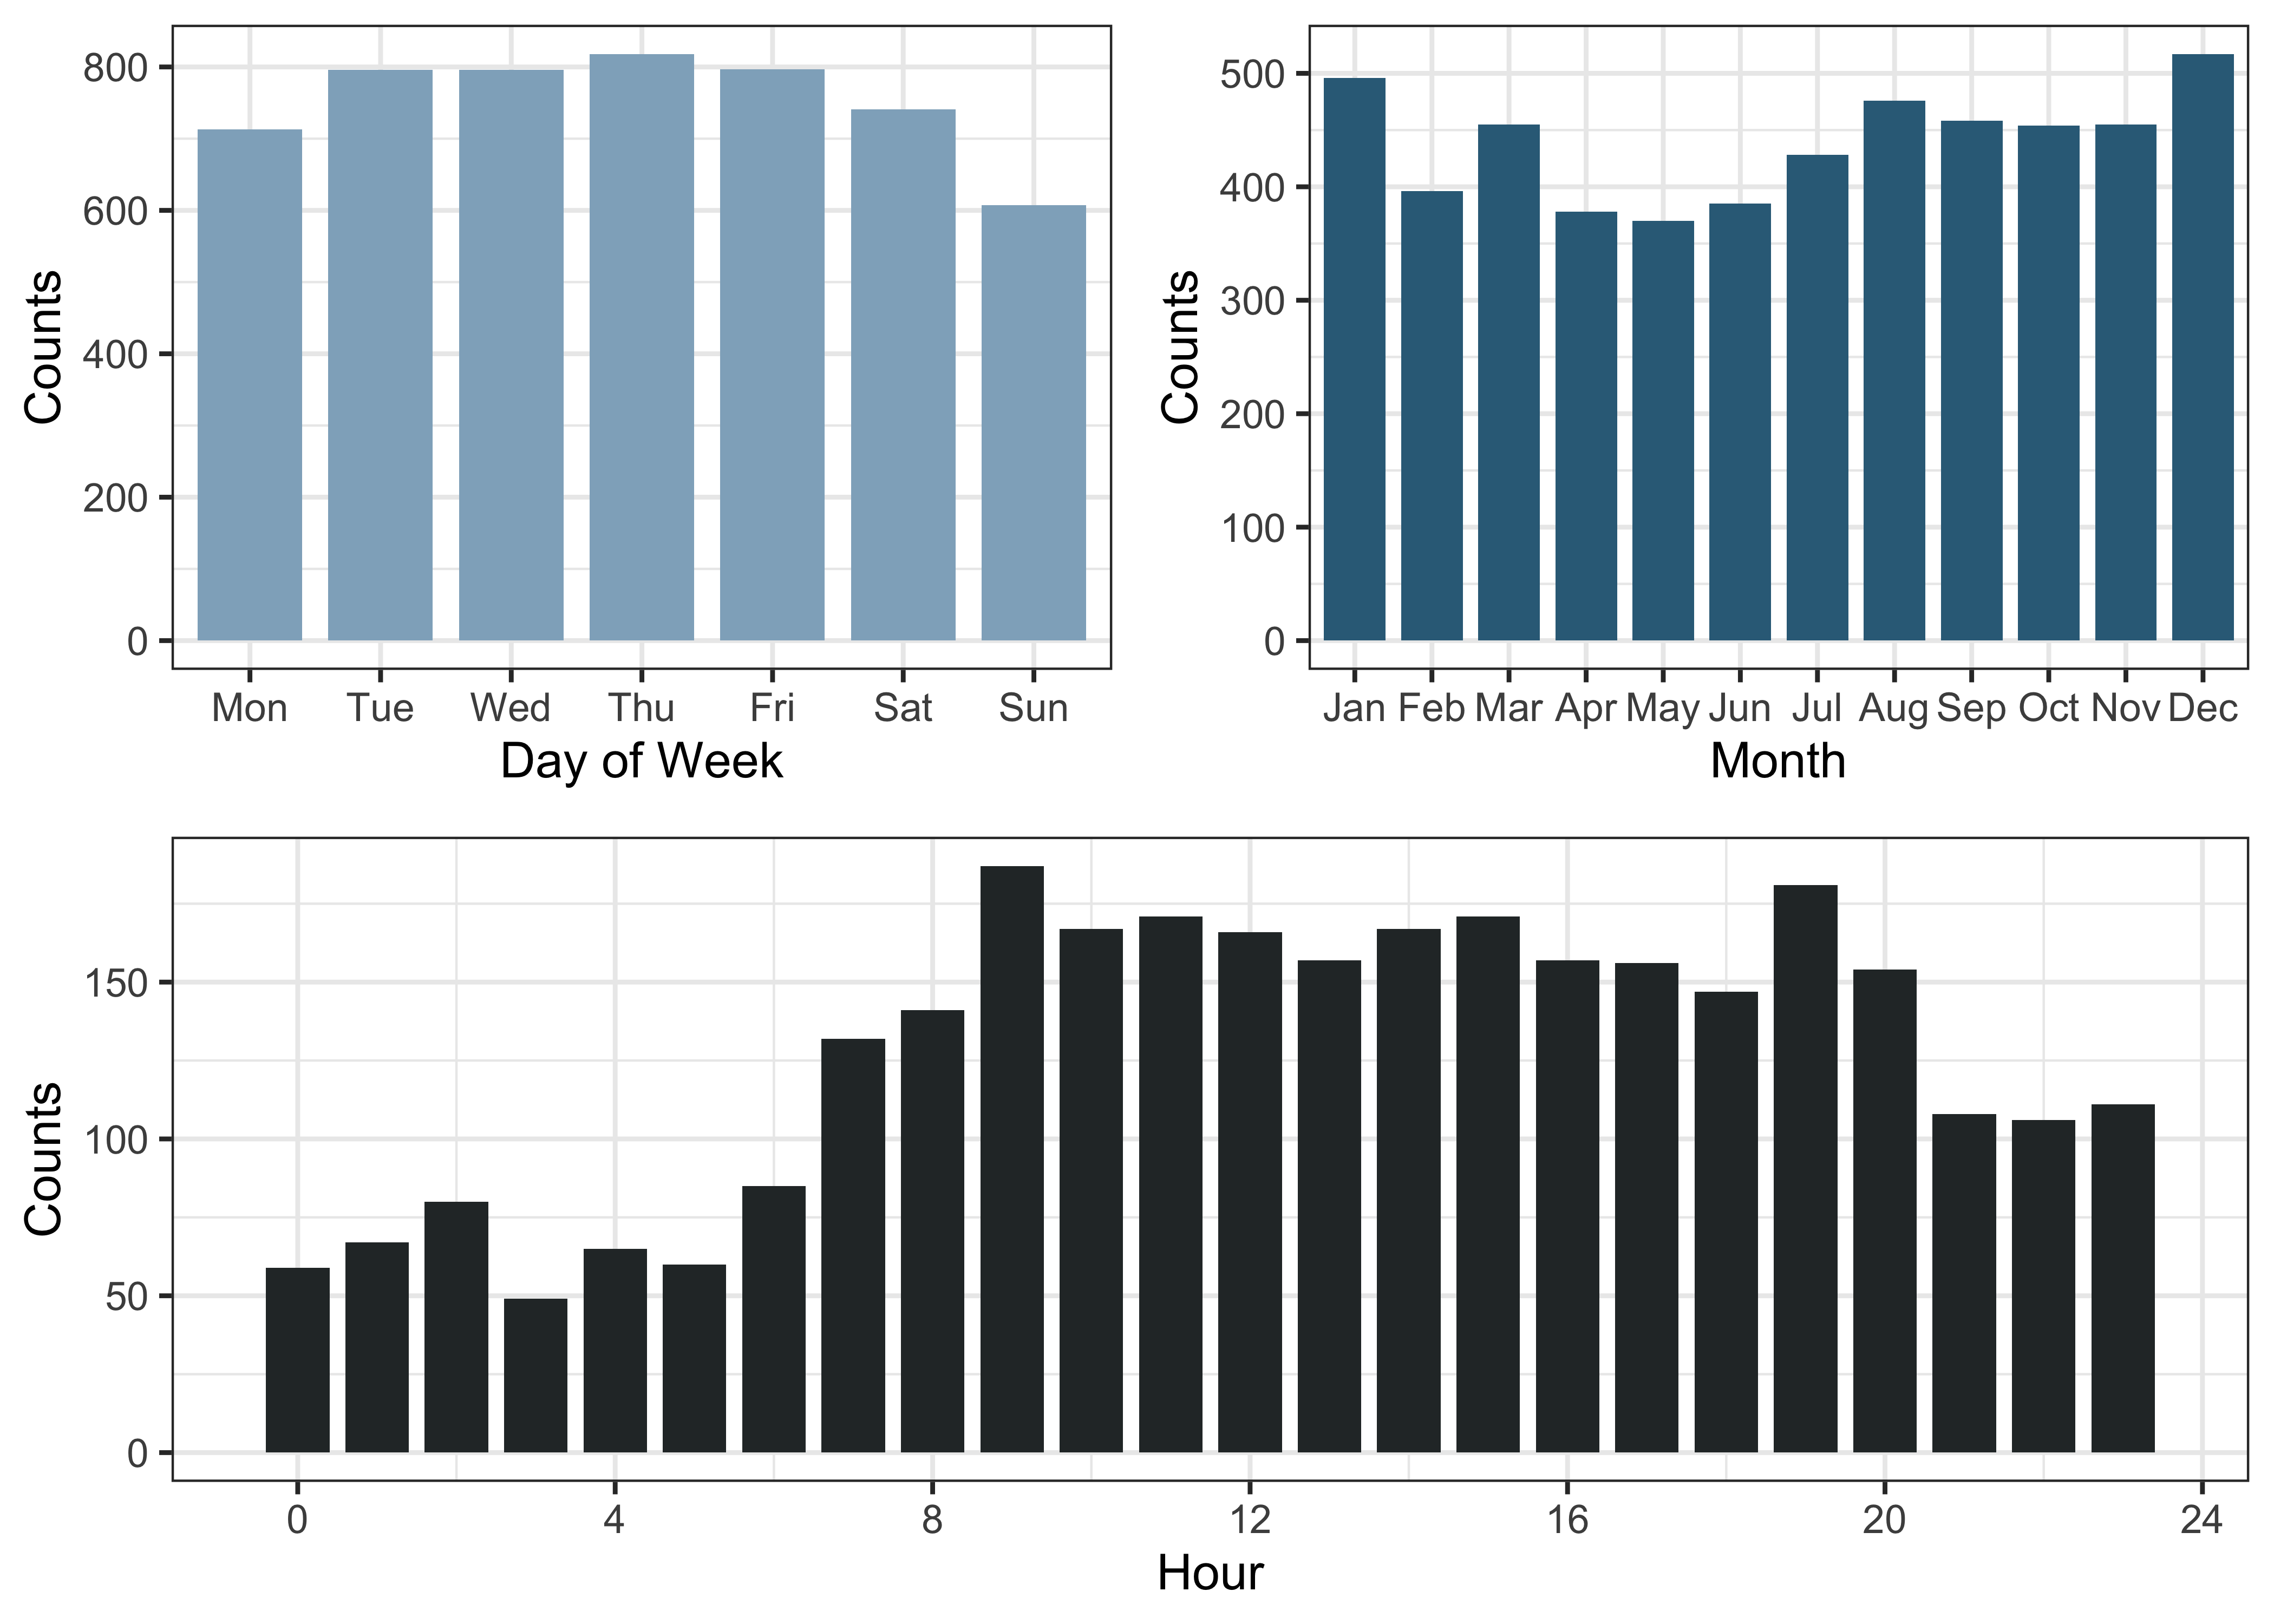 Counts
800
600
400
200
0
Mon Tue Wed Thu Fri Sat Sun
Day of Week
Counts
500
400
300
200
100
0
Jan Feb Mar Apr May Jun Jul Aug Sep Oct Nov Dec
Month
Counts
150
100
50
0
0 4 8 12 16 20 24
Hour